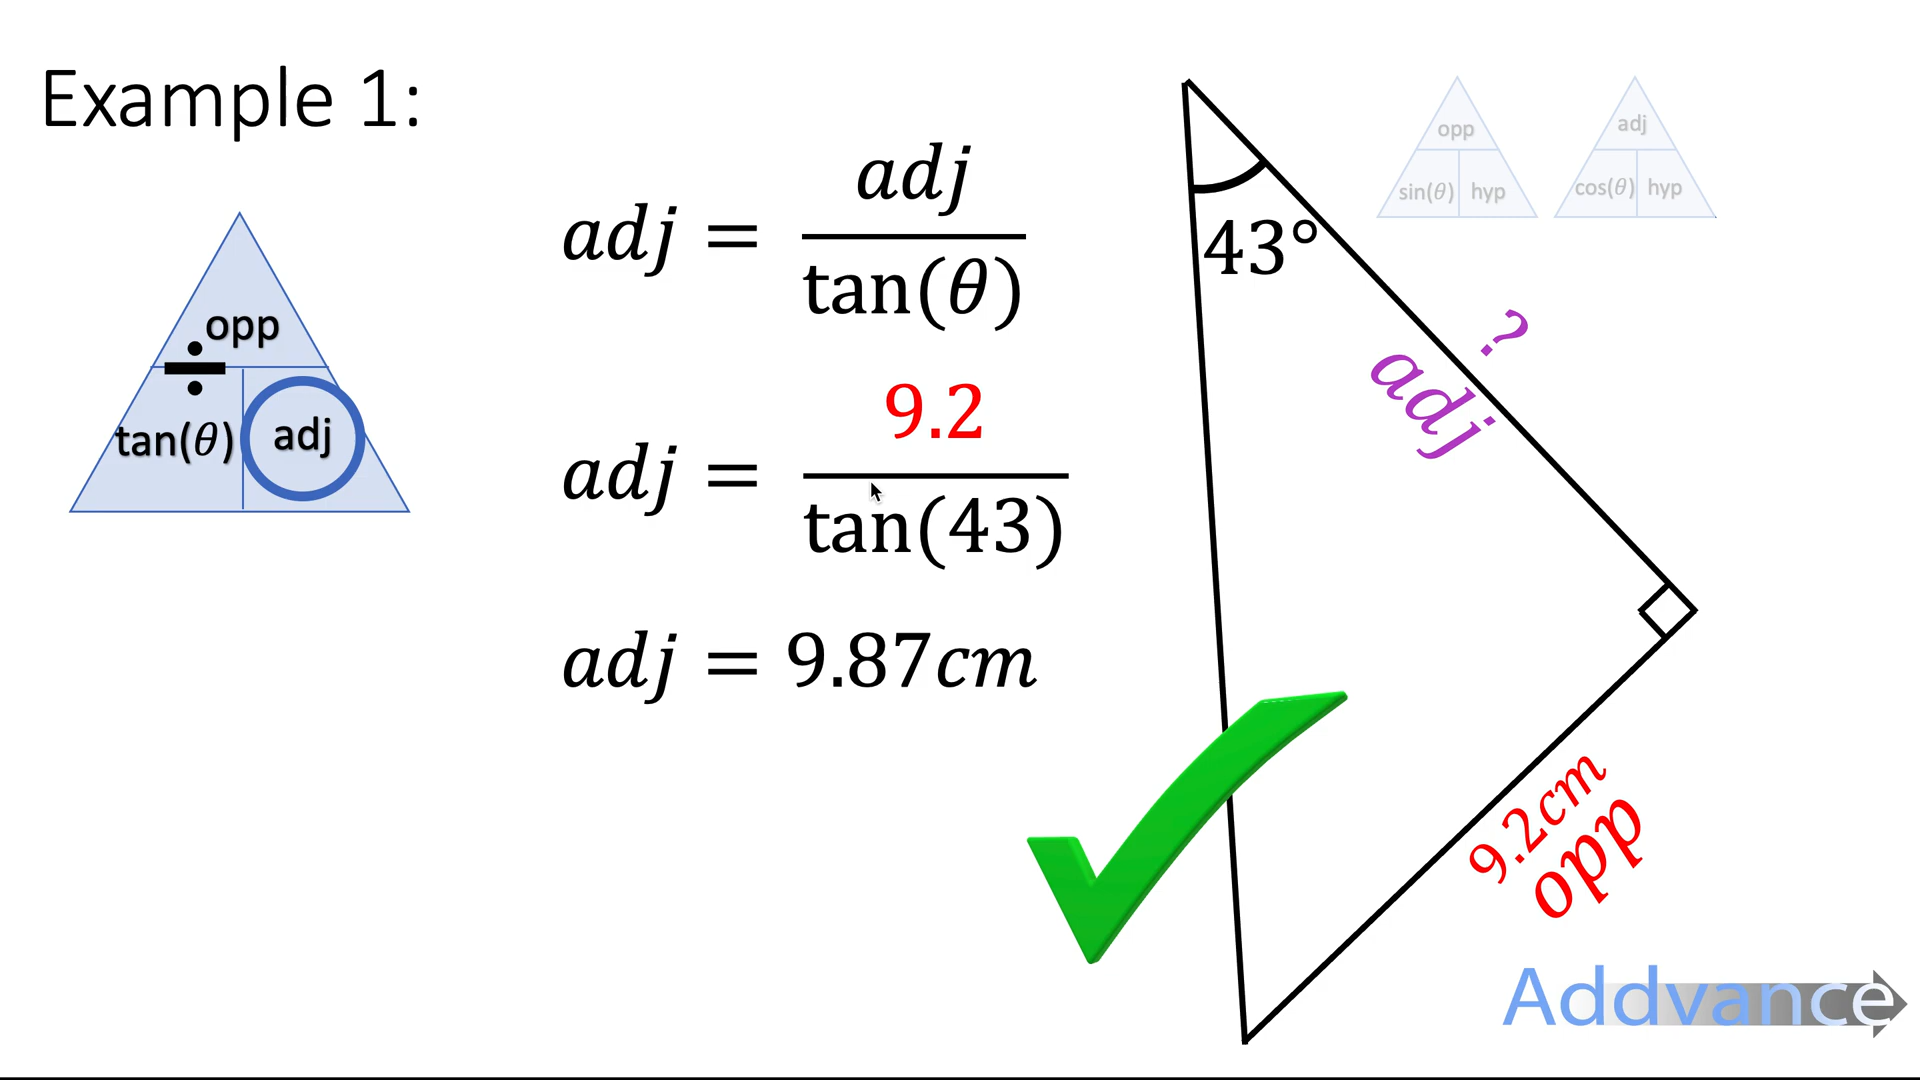 Example 1:
opp
÷
tan(θ) adj
adj = adj / tan(θ)
adj = 9.2 / tan(43)
adj = 9.87cm
opp
sin(θ) hyp
adj
cos(θ) hyp
43°
?
adj
9.2cm
opp
Addvance